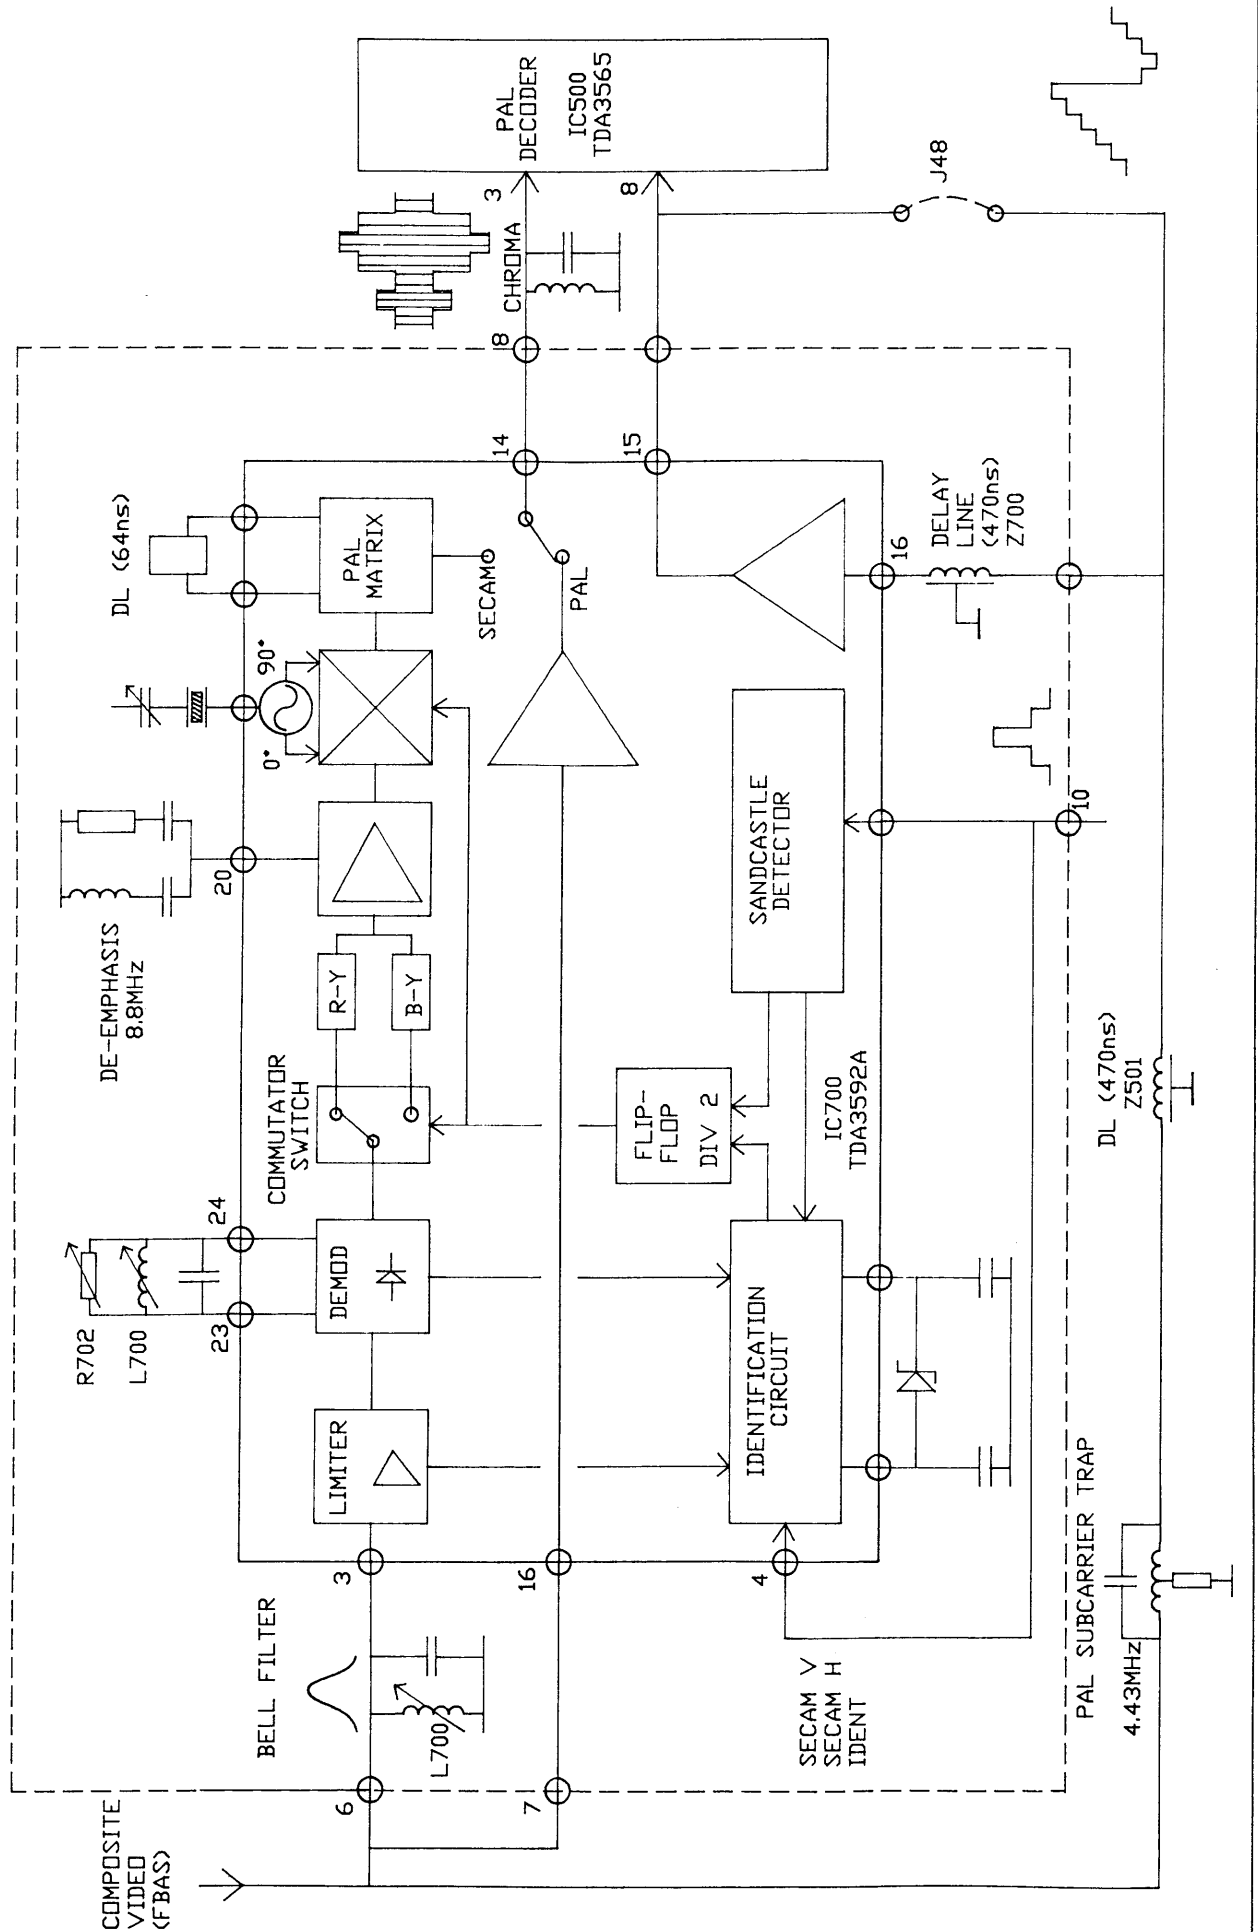 COMPOSITE
VIDEO
(FBAS)
6
7
BELL FILTER
L700
3
16
4
SECAM V
SECAM H
IDENT
PAL SUBCARRIER TRAP
4.43MHz
LIMITER
R702
L700
23
24
DEMOD
IDENTIFICATION
CIRCUIT
COMMUTATOR
SWITCH
FLIP-
FLOP
DIV 2
IC700
TDA3592A
DL (470ns)
Z501
R-Y
B-Y
DE-EMPHASIS
8.8MHz
20
SANDCASTLE
DETECTOR
10
0°
90°
DL (64ns)
PAL
MATRIX
SECAM
PAL
14
15
16
DELAY
LINE
(470ns)
Z700
8
CHROMA
3
8
PAL
DECODER
IC500
TDA3565
J48